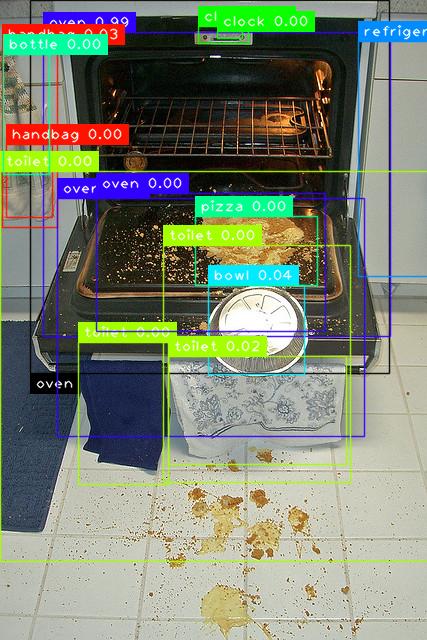 oven 0.99
clock 0.00
handbag 0.03
bottle 0.00
refriger
handbag 0.00
toilet 0.00
oven 0.00
pizza 0.00
toilet 0.00
bowl 0.04
toilet 0.00
toilet 0.02
oven